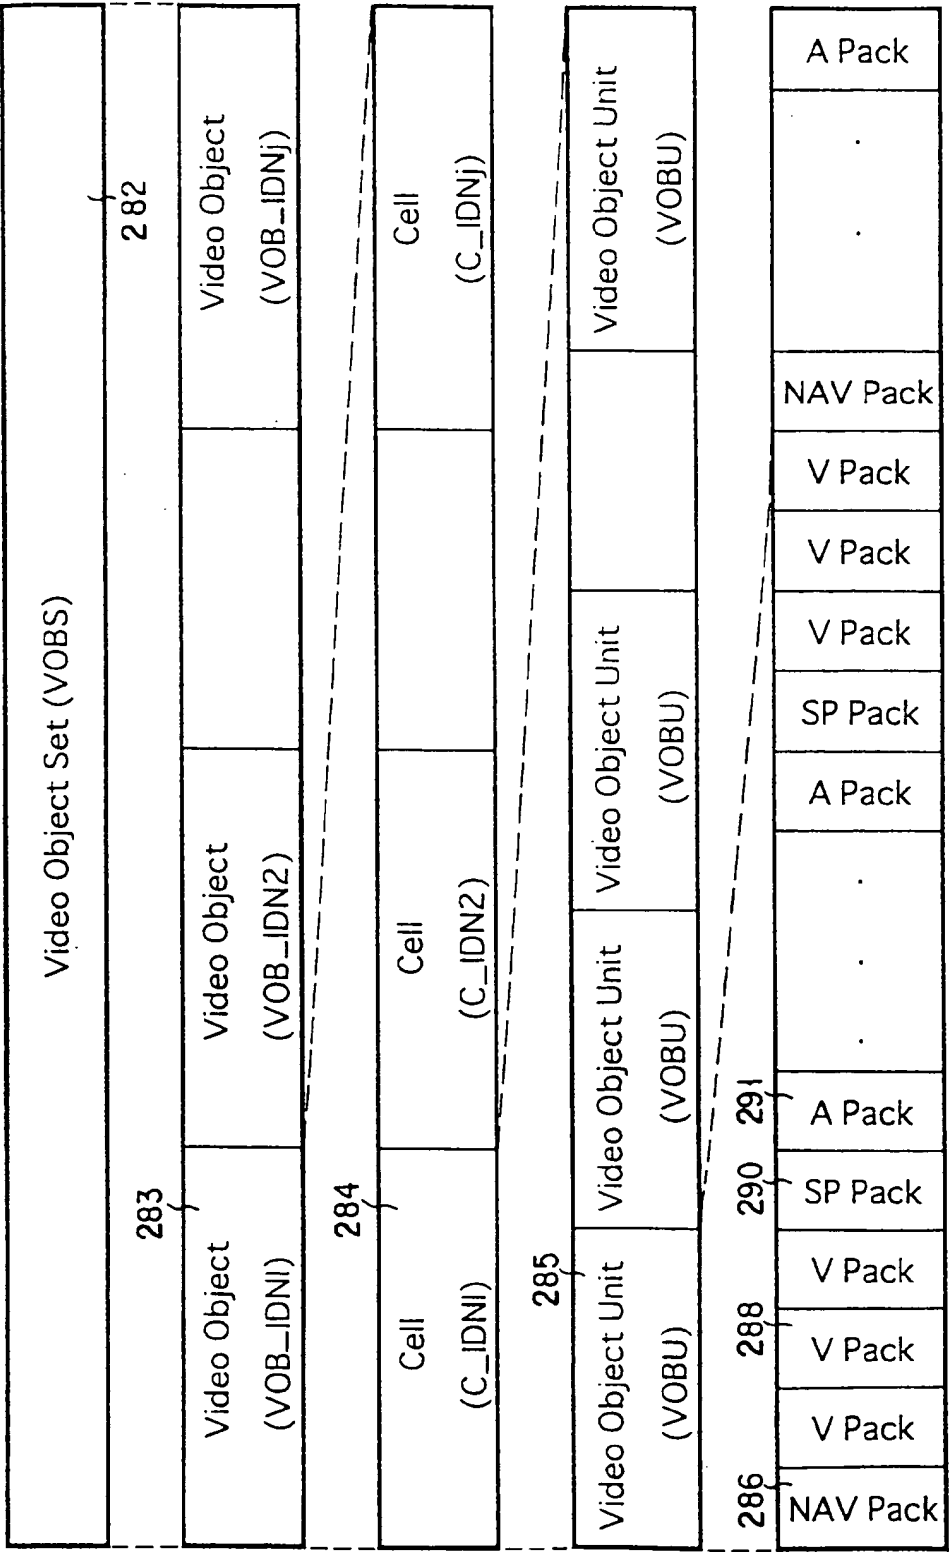 Video Object Set (VOBS)
282
283
Video Object
(VOB_IDN1)
Video Object
(VOB_IDN2)
Video Object
(VOB_IDNj)
284
Cell
(C_IDN1)
Cell
(C_IDN2)
Cell
(C_IDNj)
285
Video Object Unit
(VOBU)
Video Object Unit
(VOBU)
Video Object Unit
(VOBU)
Video Object Unit
(VOBU)
286
288
290
291
NAV Pack
V Pack
V Pack
V Pack
SP Pack
A Pack
. . .
A Pack
SP Pack
V Pack
V Pack
V Pack
NAV Pack
. .
A Pack